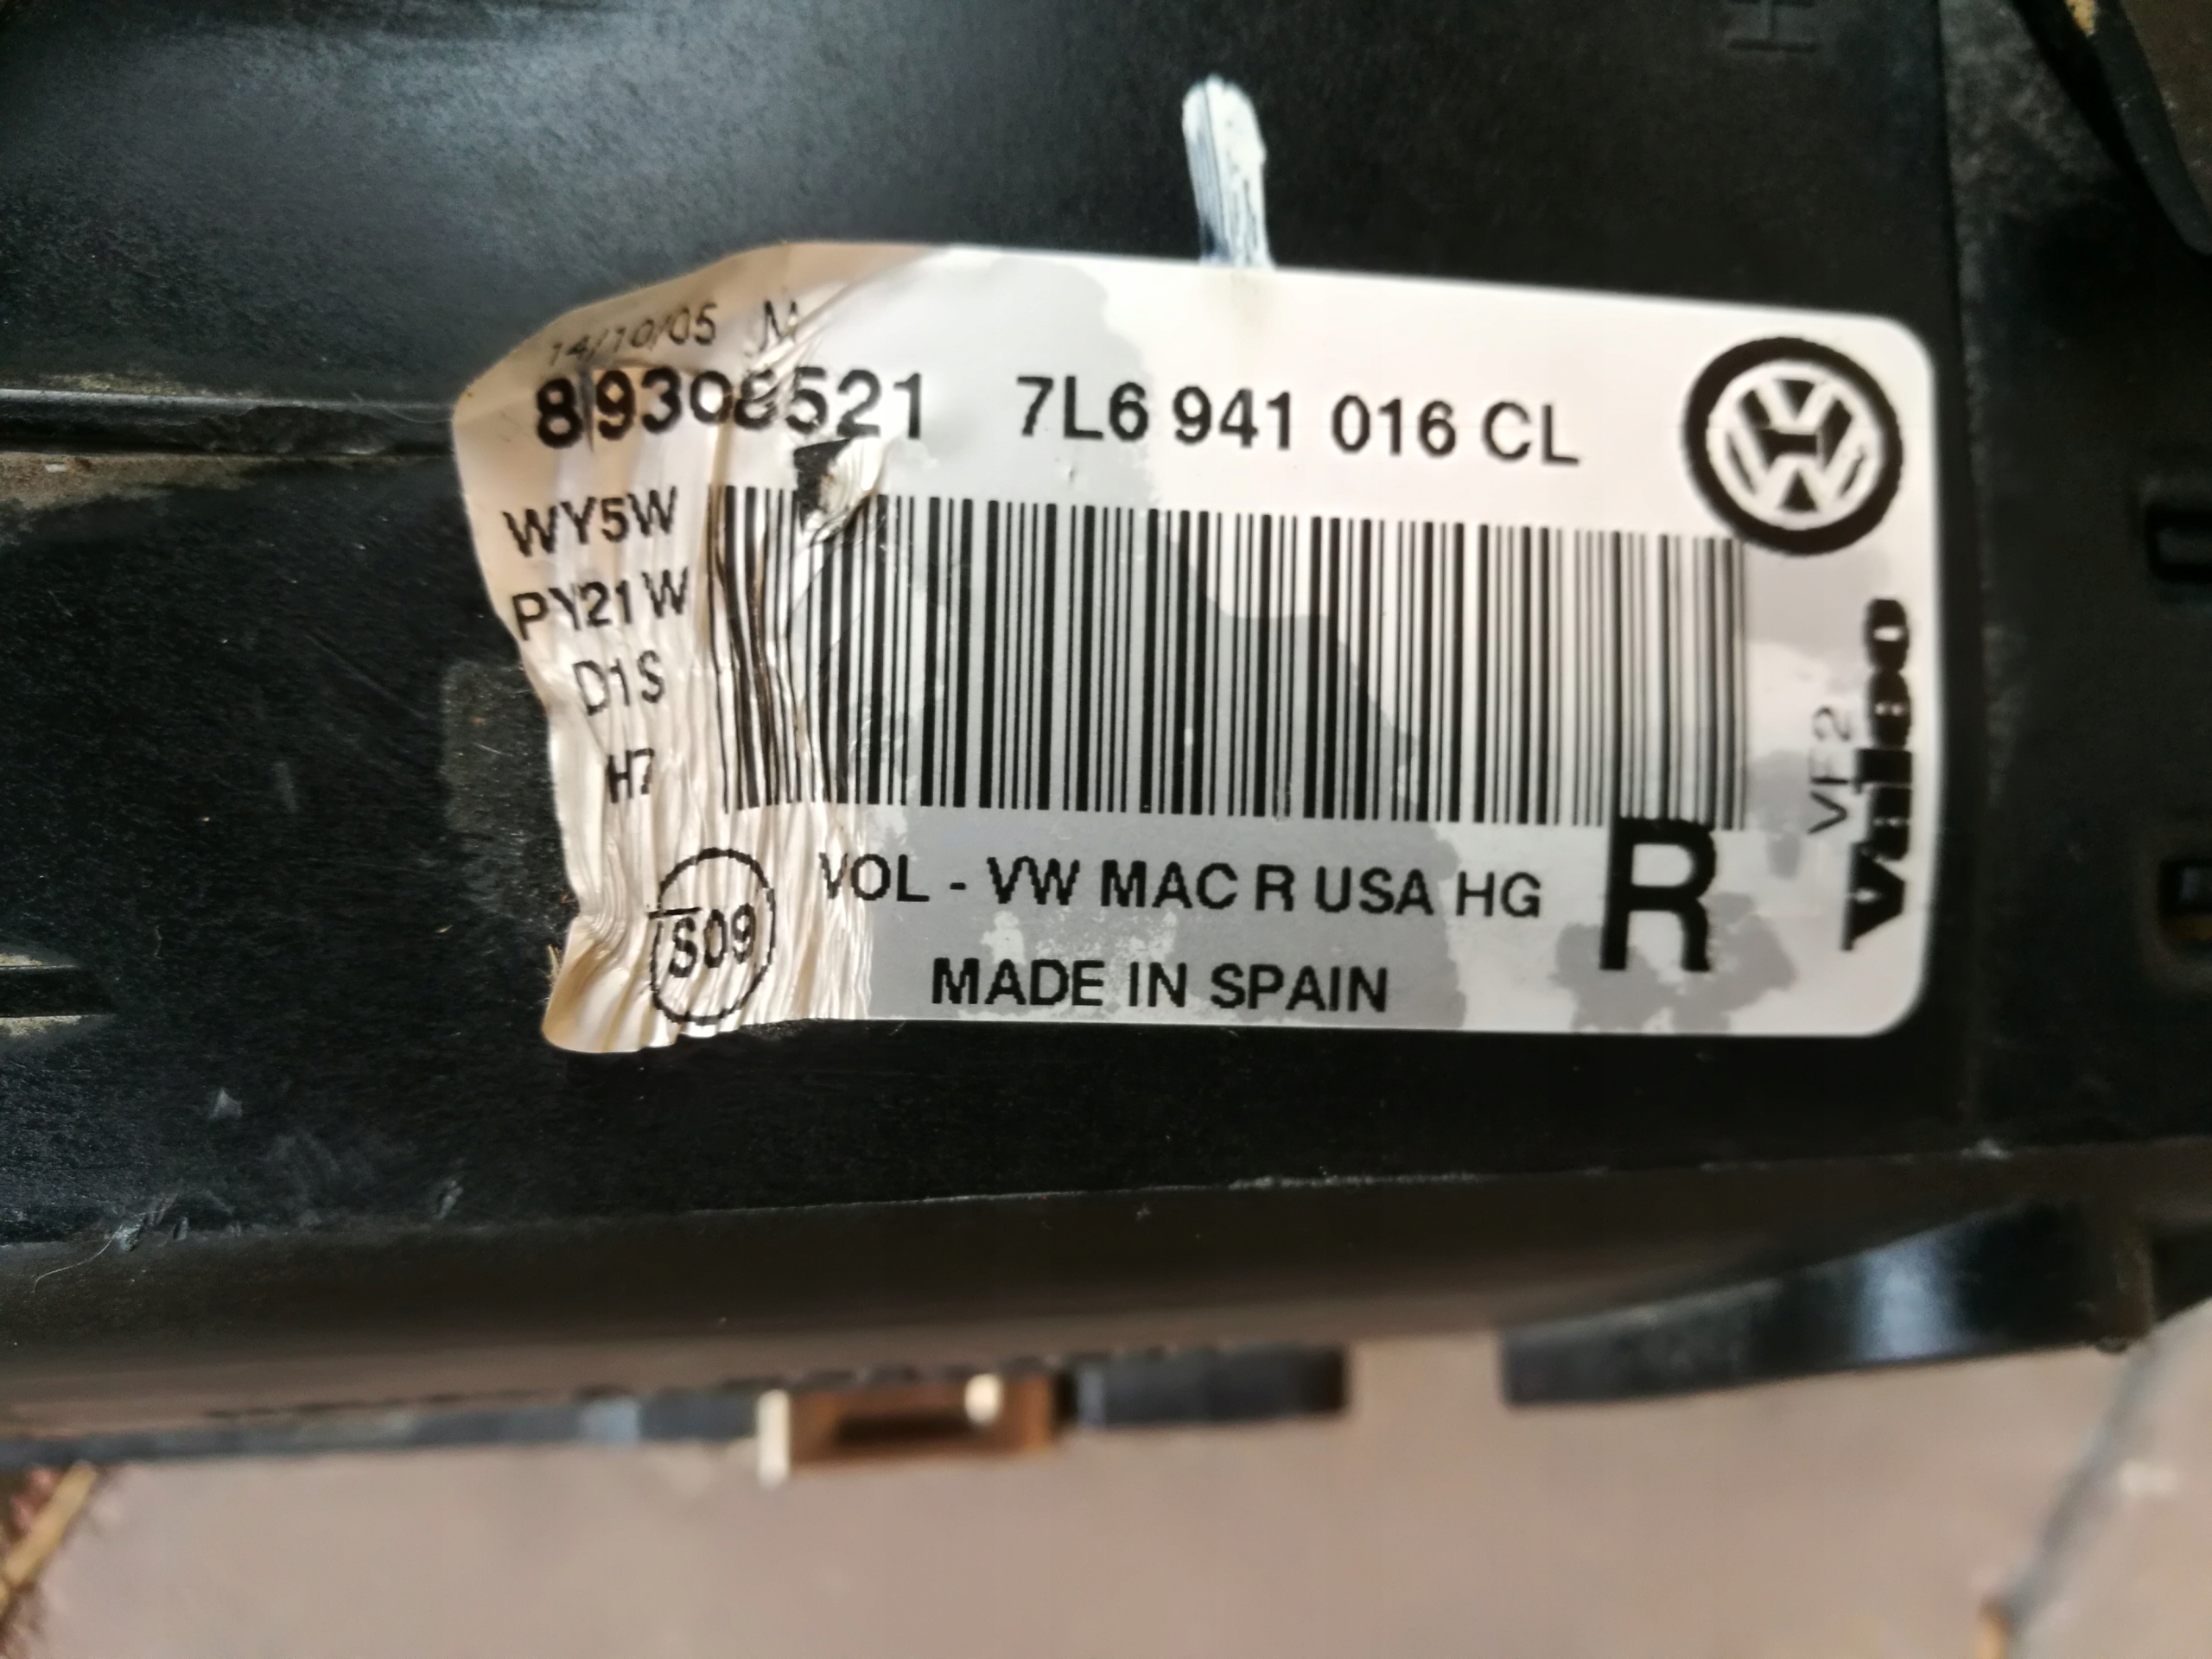 14/10/05 M
89308521 7L6 941 016 CL
WY5W
PY21W
D1S
H7
VOL - VW MAC R USA HG
R
S09
MADE IN SPAIN
VF2
Valeo